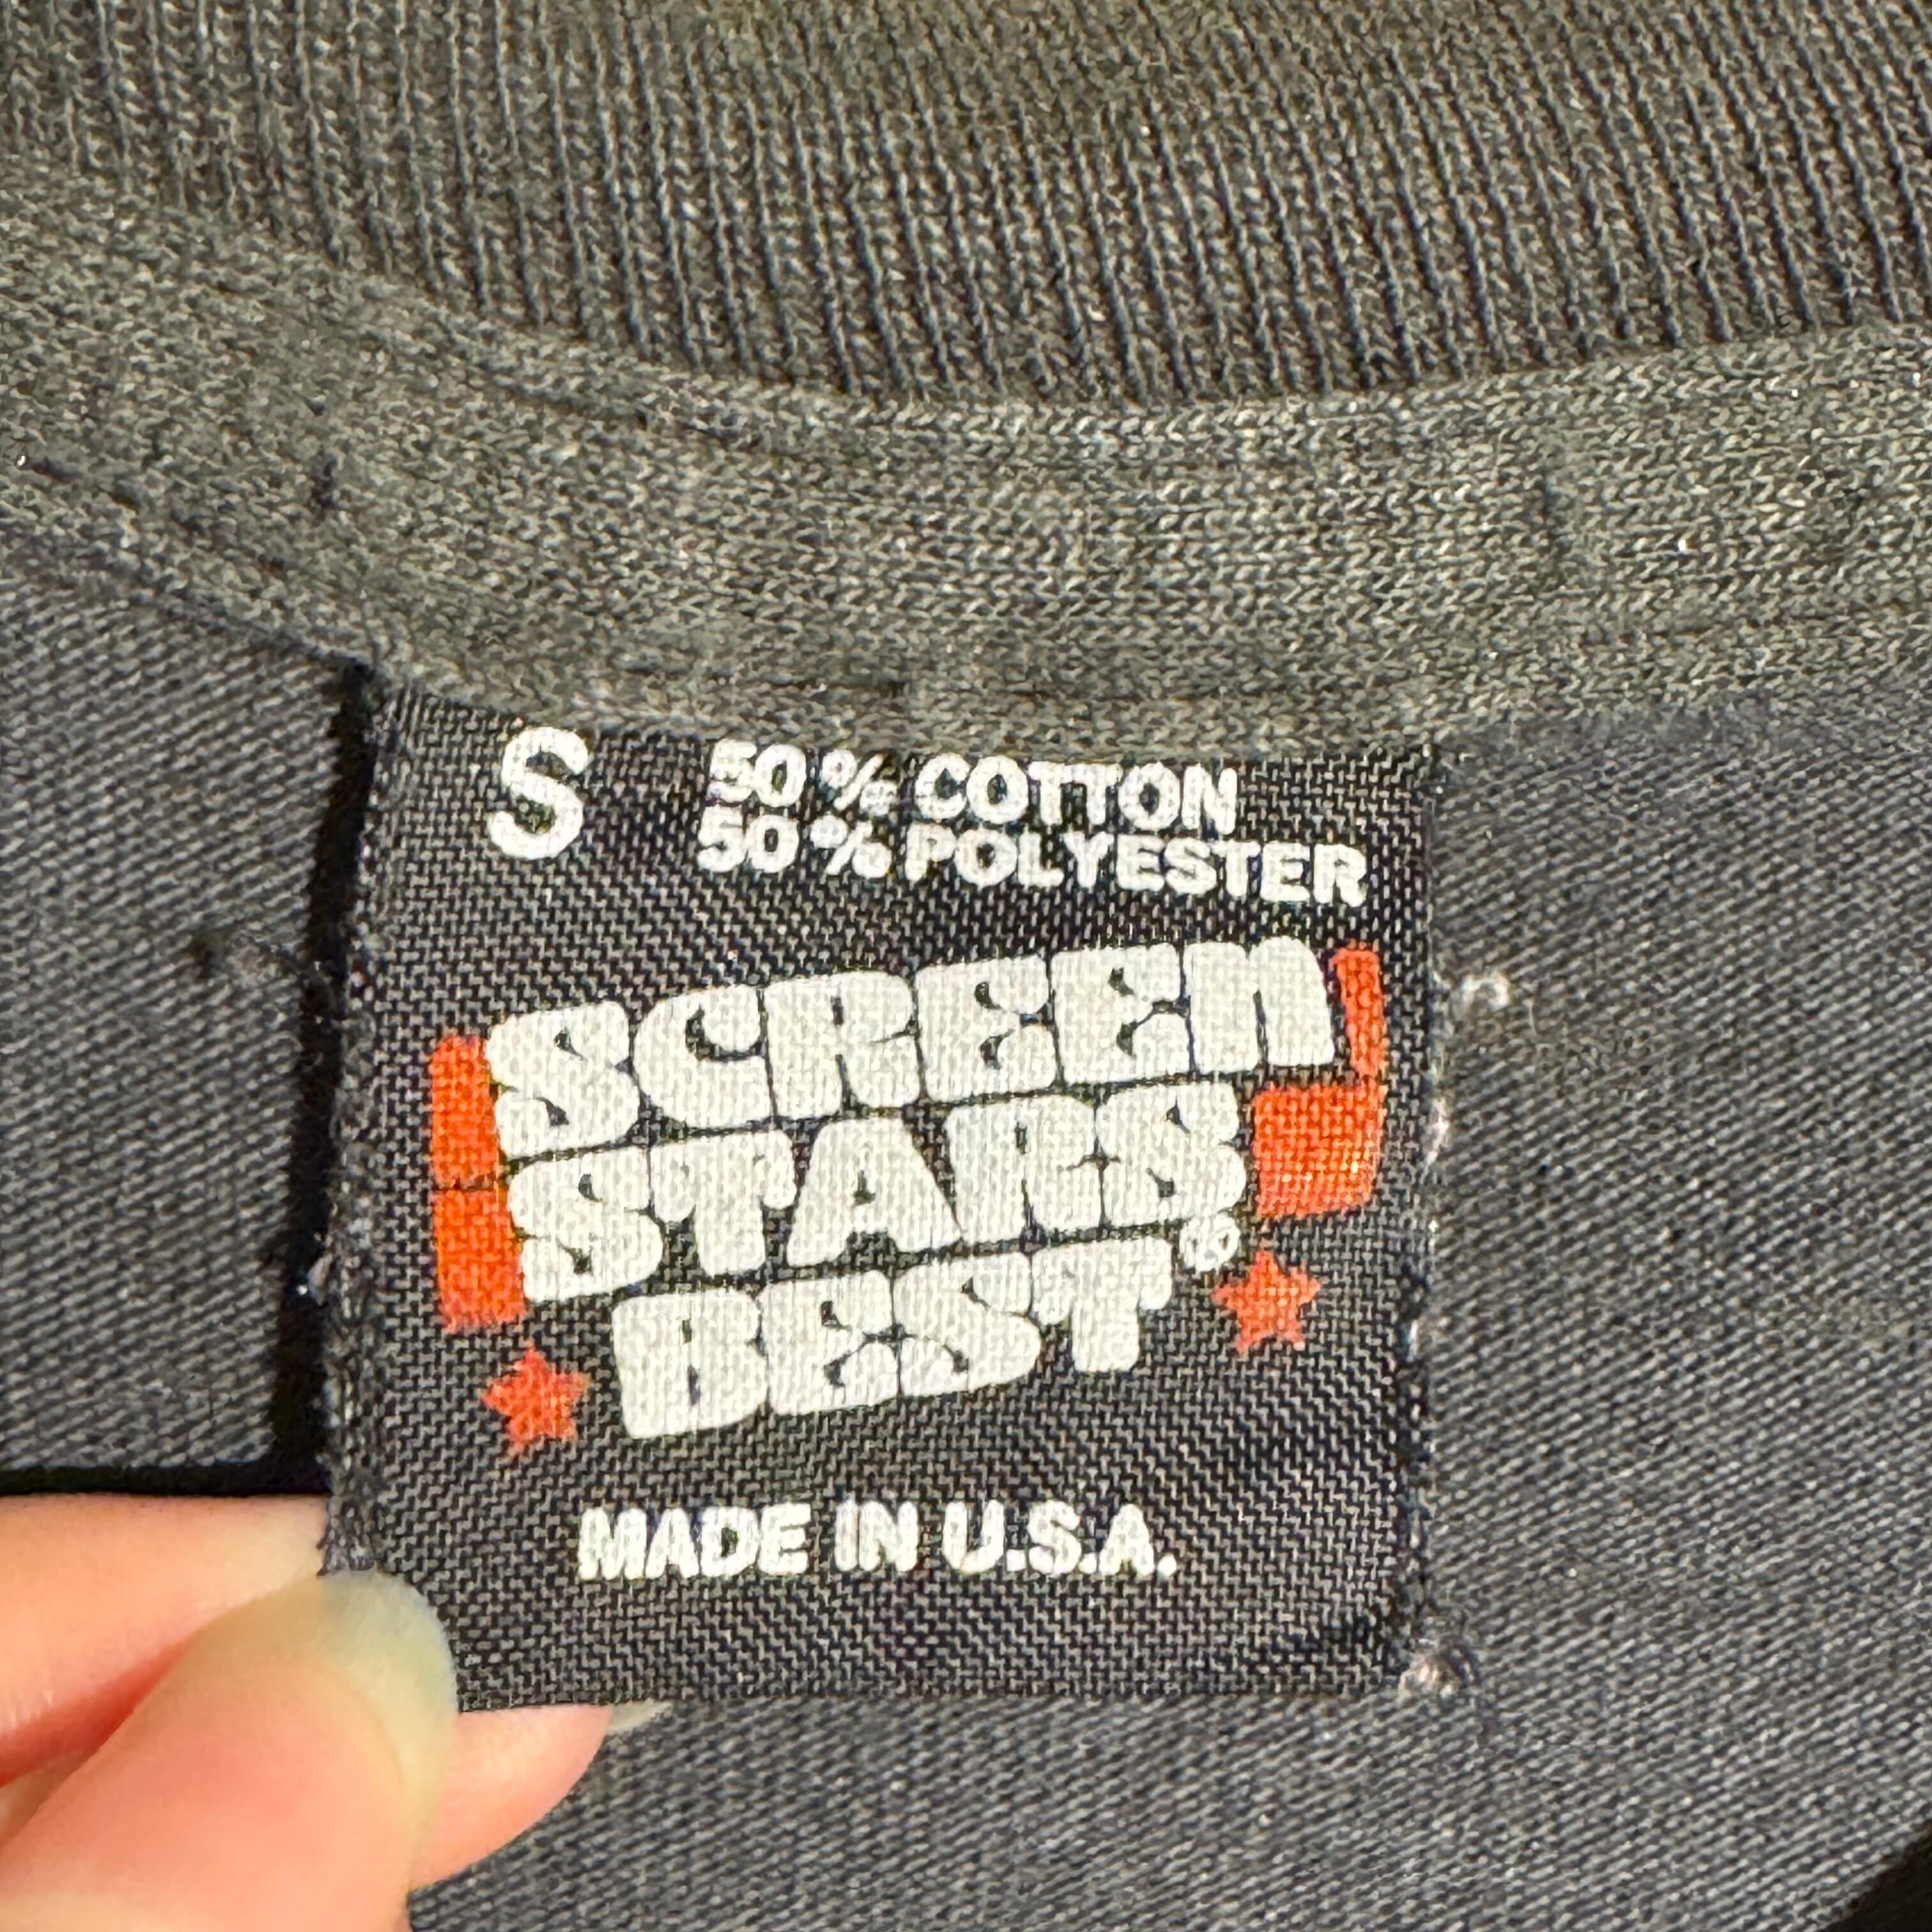 S 50% COTTON
50% POLYESTER
SCREEN
STARS
BEST®
MADE IN U.S.A.